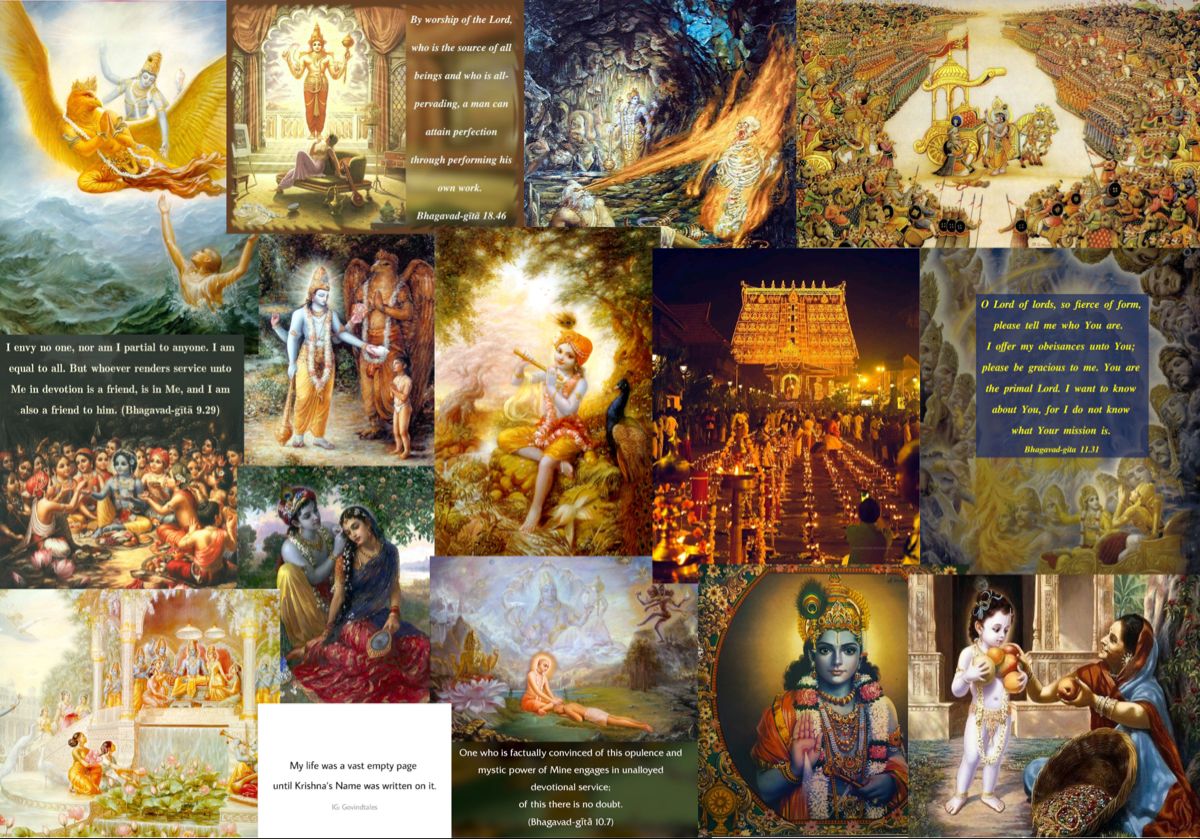 By worship of the Lord,
who is the source of all
beings and who is all-
pervading, a man can
attain perfection
through performing his
own work.
Bhagavad-gītā 18.46
I envy no one, nor am I partial to anyone. I am
equal to all. But whoever renders service unto
Me in devotion is a friend, is in Me, and I am
also a friend to him. (Bhagavad-gītā 9.29)
O Lord of lords, so fierce of form,
please tell me who You are.
I offer my obeisances unto You;
please be gracious to me. You are
the primal Lord. I want to know
about You, for I do not know
what Your mission is.
Bhagavad-gita 11.31
My life was a vast empty page
until Krishna's Name was written on it.
IG: Govindtales
One who is factually convinced of this opulence and
mystic power of Mine engages in unalloyed
devotional service;
of this there is no doubt.
(Bhagavad-gītā 10.7)